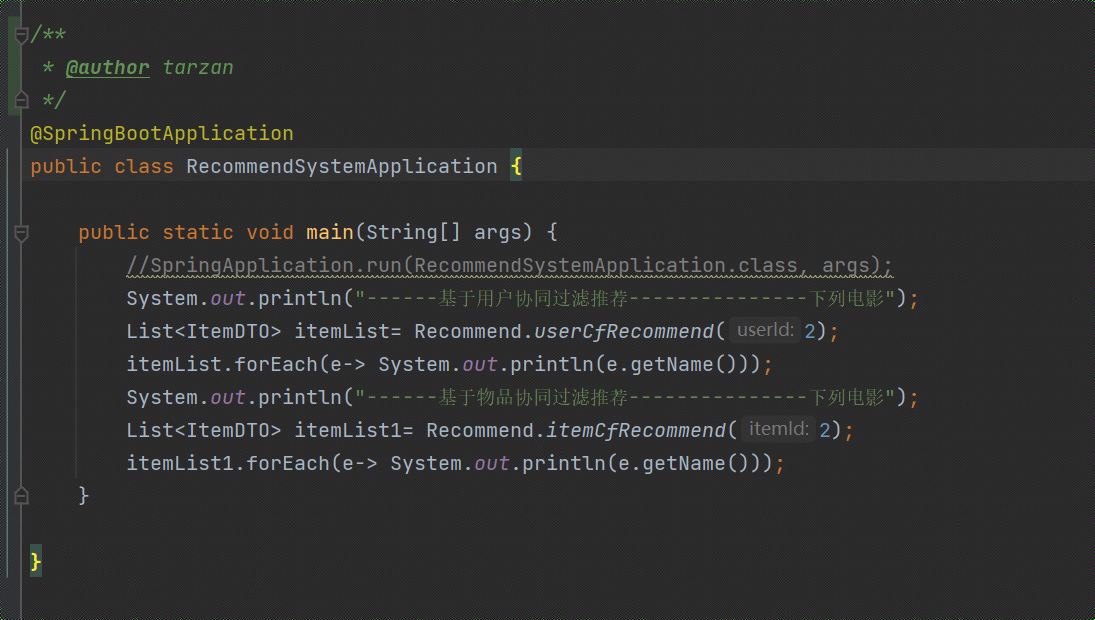 /**
 * @author tarzan
 */
@SpringBootApplication
public class RecommendSystemApplication {
public static void main(String[] args) {
//SpringApplication.run(RecommendSystemApplication.class, args);
System.out.println("------基于用户协同过滤推荐---------------下列电影");
List<ItemDTO> itemList= Recommend.userCfRecommend( userId: 2);
itemList.forEach(e-> System.out.println(e.getName()));
System.out.println("------基于物品协同过滤推荐---------------下列电影");
List<ItemDTO> itemList1= Recommend.itemCfRecommend( itemId: 2);
itemList1.forEach(e-> System.out.println(e.getName()));
}
}